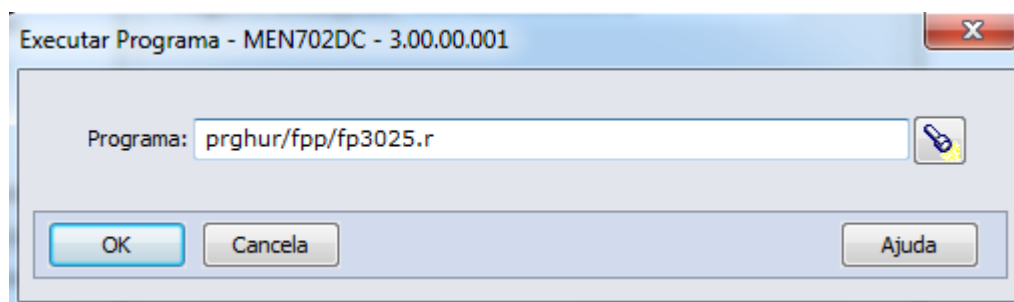 Executar Programa - MEN702DC - 3.00.00.001
Programa: prghur/fpp/fp3025.r
OK Cancela Ajuda